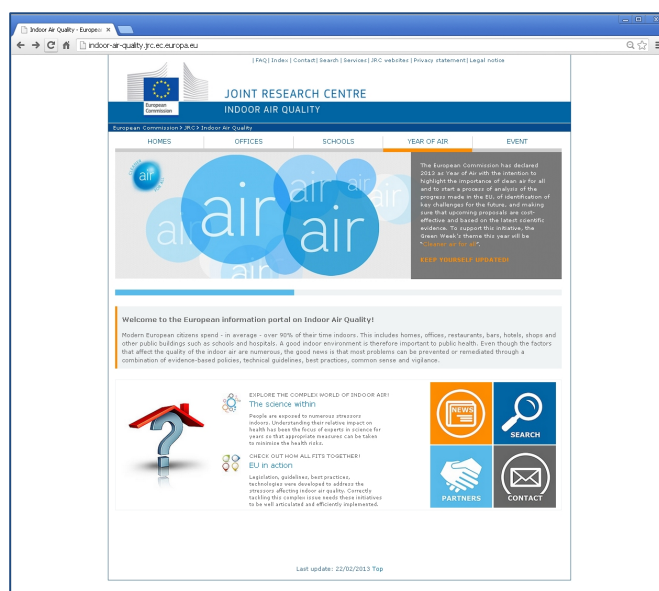 Indoor Air Quality - Europea
indoor-air-quality.jrc.ec.europa.eu
| FAQ| Index | Contact| Search | Services| JRC websites | Privacy statement| Legal notice
European
Commission
JOINT RESEARCH CENTRE
INDOOR AIR QUALITY
European Commission > JRC > Indoor Air Quality
HOMES OFFICES SCHOOLS YEAR OF AIR EVENT
air
air
air
air
air
air
The European Commission has declared
2013 as Year of Air with the intention to
highlight the importance of clean air for all
and to start a process of analysis of the
progress made in the EU, of identification of
key challenges for the future, and making
sure that upcoming proposals are cost-
effective and based on the latest scientific
evidence. To support this initiative, the
Green Week's theme this year will be
"Cleaner air for all".
KEEP YOURSELF UPDATED!
Welcome to the European information portal on Indoor Air Quality!
Modern European citizens spend - in average - over 90% of their time indoors. This includes homes, offices, restaurants, bars, hotels, shops and
other public buildings such as schools and hospitals. A good indoor environment is therefore important to public health. Even though the factors
that affect the quality of the indoor air are numerous, the good news is that most problems can be prevented or remediated through a
combination of evidence-based policies, technical guidelines, best practices, common sense and vigilance.
EXPLORE THE COMPLEX WORLD OF INDOOR AIR!
The science within
People are exposed to numerous stressors
indoors. Understanding their relative impact on
health has been the focus of experts in science for
years so that appropriate measures can be taken
to minimise the health risks.
CHECK OUT HOW ALL FITS TOGETHER!
EU in action
Legislation, guidelines, best practices,
technologies were developed to address the
stressors affecting indoor air quality. Correctly
tackling this complex issue needs these initiatives
to be well articulated and efficiently implemented.
NEWS
SEARCH
PARTNERS
CONTACT
Last update: 22/02/2013 Top